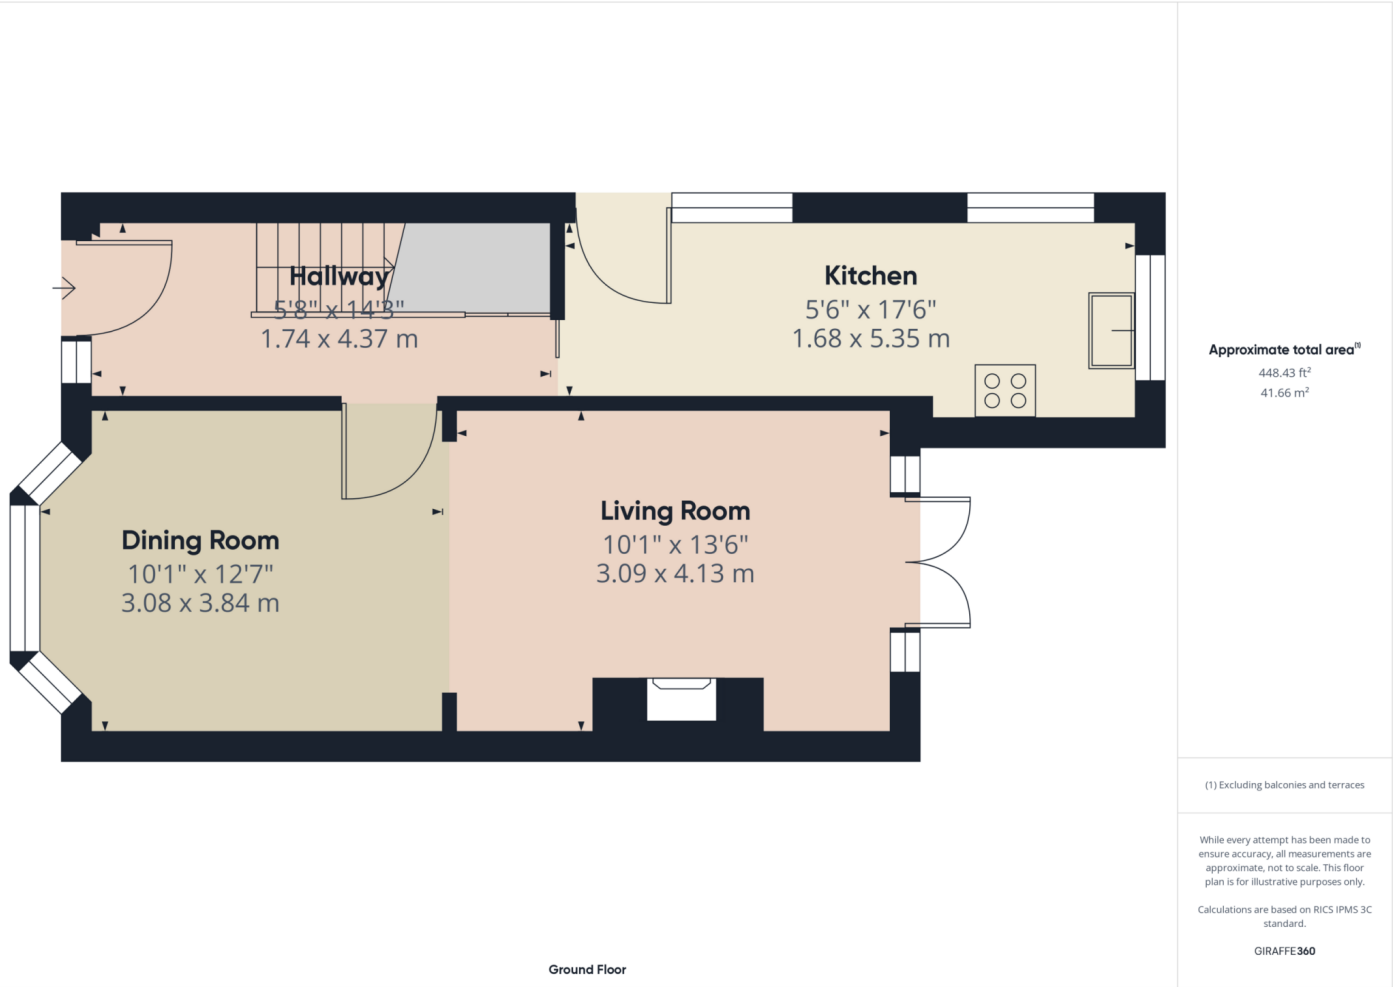 Hallway
5'8" x 14'3"
1.74 x 4.37 m
Kitchen
5'6" x 17'6"
1.68 x 5.35 m
Dining Room
10'1" x 12'7"
3.08 x 3.84 m
Living Room
10'1" x 13'6"
3.09 x 4.13 m
Ground Floor
Approximate total area(1)
448.43 ft²
41.66 m²
(1) Excluding balconies and terraces
While every attempt has been made to
ensure accuracy, all measurements are
approximate, not to scale. This floor
plan is for illustrative purposes only.
Calculations are based on RICS IPMS 3C
standard.
GIRAFFE360